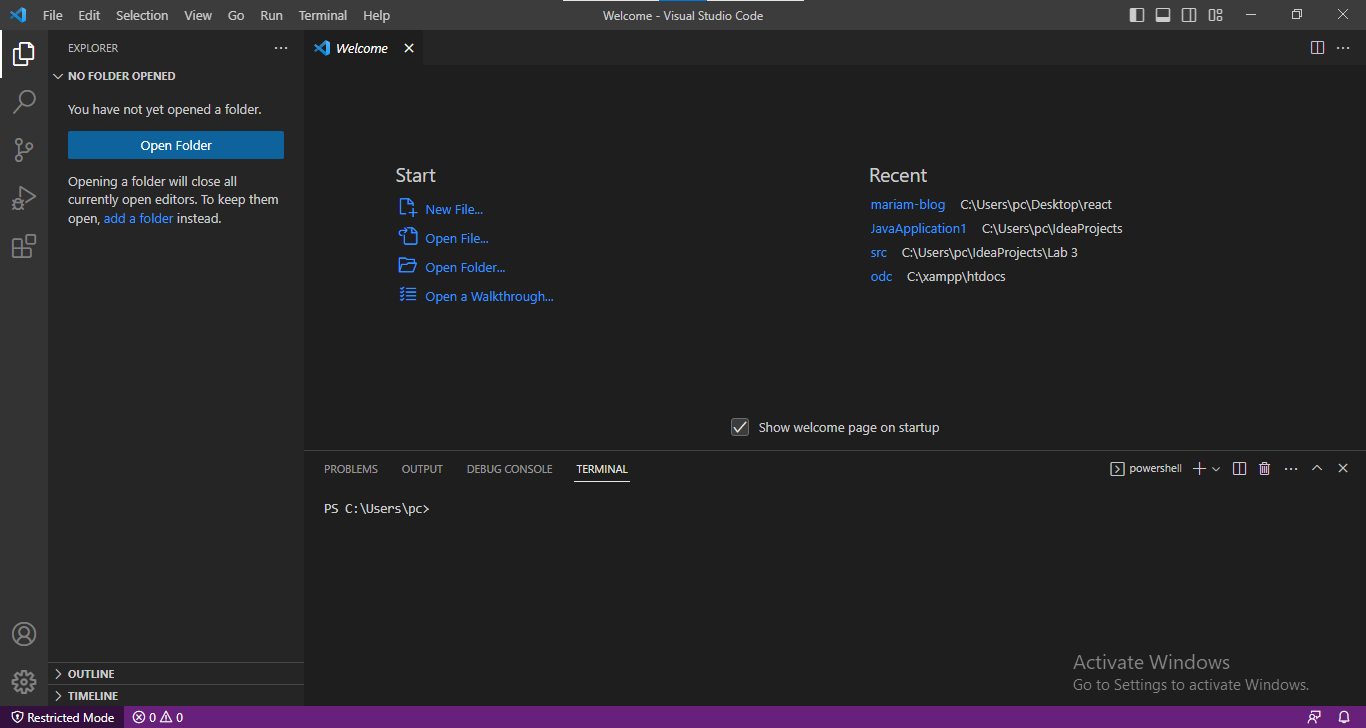 File Edit Selection View Go Run Terminal Help
Welcome - Visual Studio Code
EXPLORER
NO FOLDER OPENED
You have not yet opened a folder.
Open Folder
Opening a folder will close all
currently open editors. To keep them
open, add a folder instead.
OUTLINE
TIMELINE
Welcome
Start
New File...
Open File...
Open Folder...
Open a Walkthrough...
Recent
mariam-blog C:\Users\pc\Desktop\react
JavaApplication1 C:\Users\pc\IdeaProjects
src C:\Users\pc\IdeaProjects\Lab 3
odc C:\xampp\htdocs
Show welcome page on startup
PROBLEMS OUTPUT DEBUG CONSOLE TERMINAL
powershell
PS C:\Users\pc>
Activate Windows
Go to Settings to activate Windows.
Restricted Mode 0 0